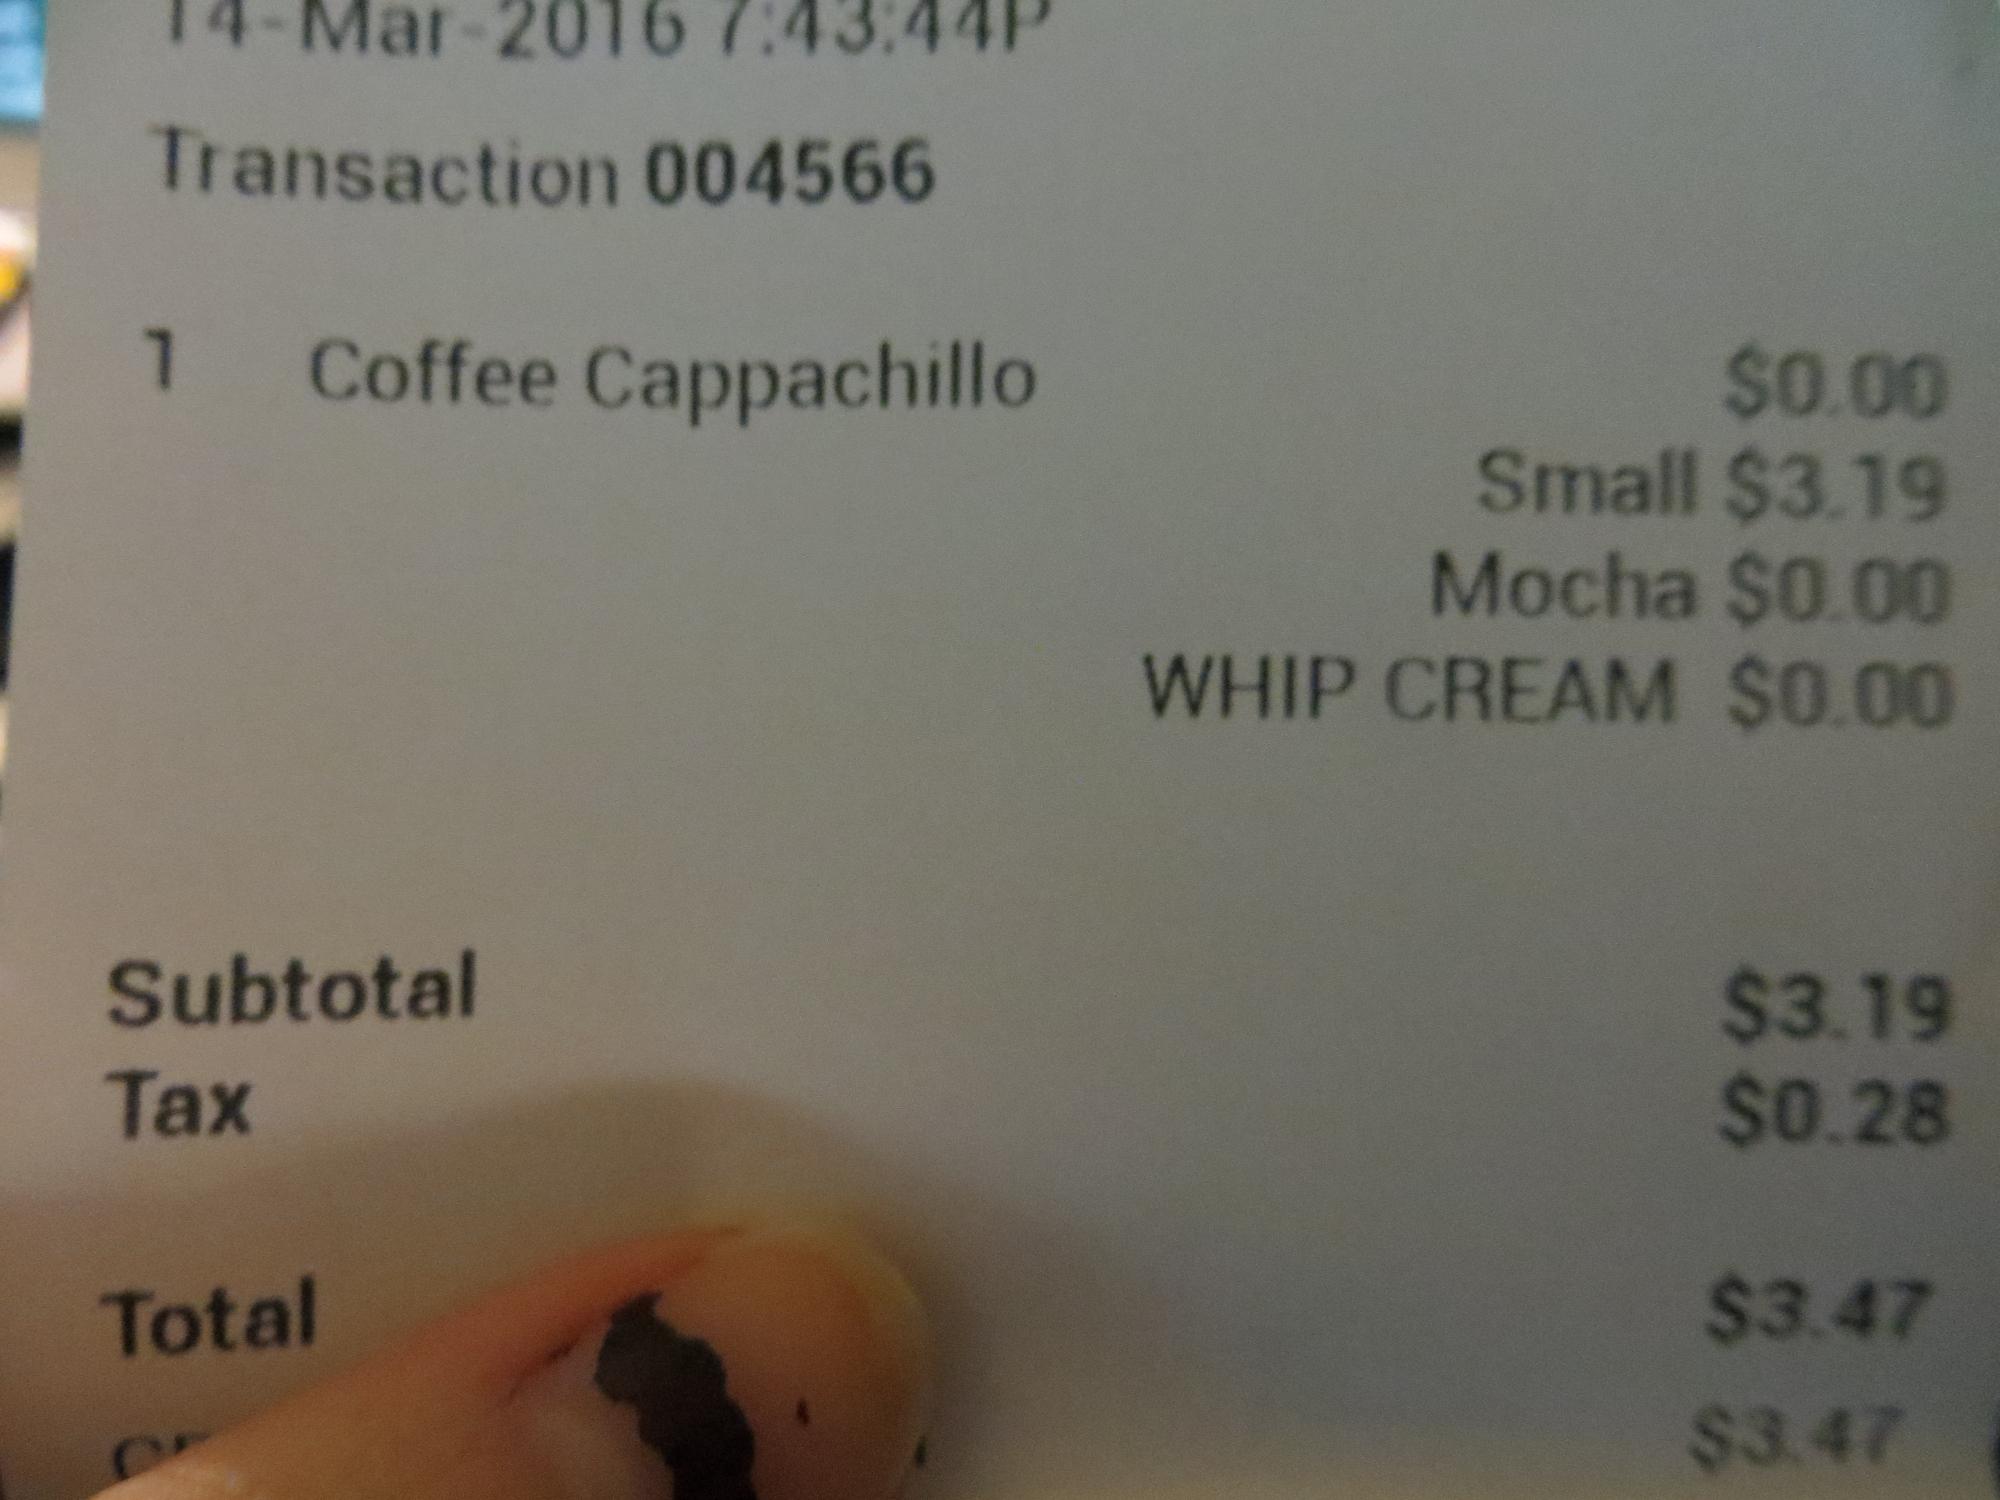 14-Mar-2016 7:43:44P
Transaction 004566
1 Coffee Cappachillo $0.00
Small $3.19
Mocha $0.00
WHIP CREAM $0.00
Subtotal $3.19
Tax $0.28
Total $3.47
$3.47